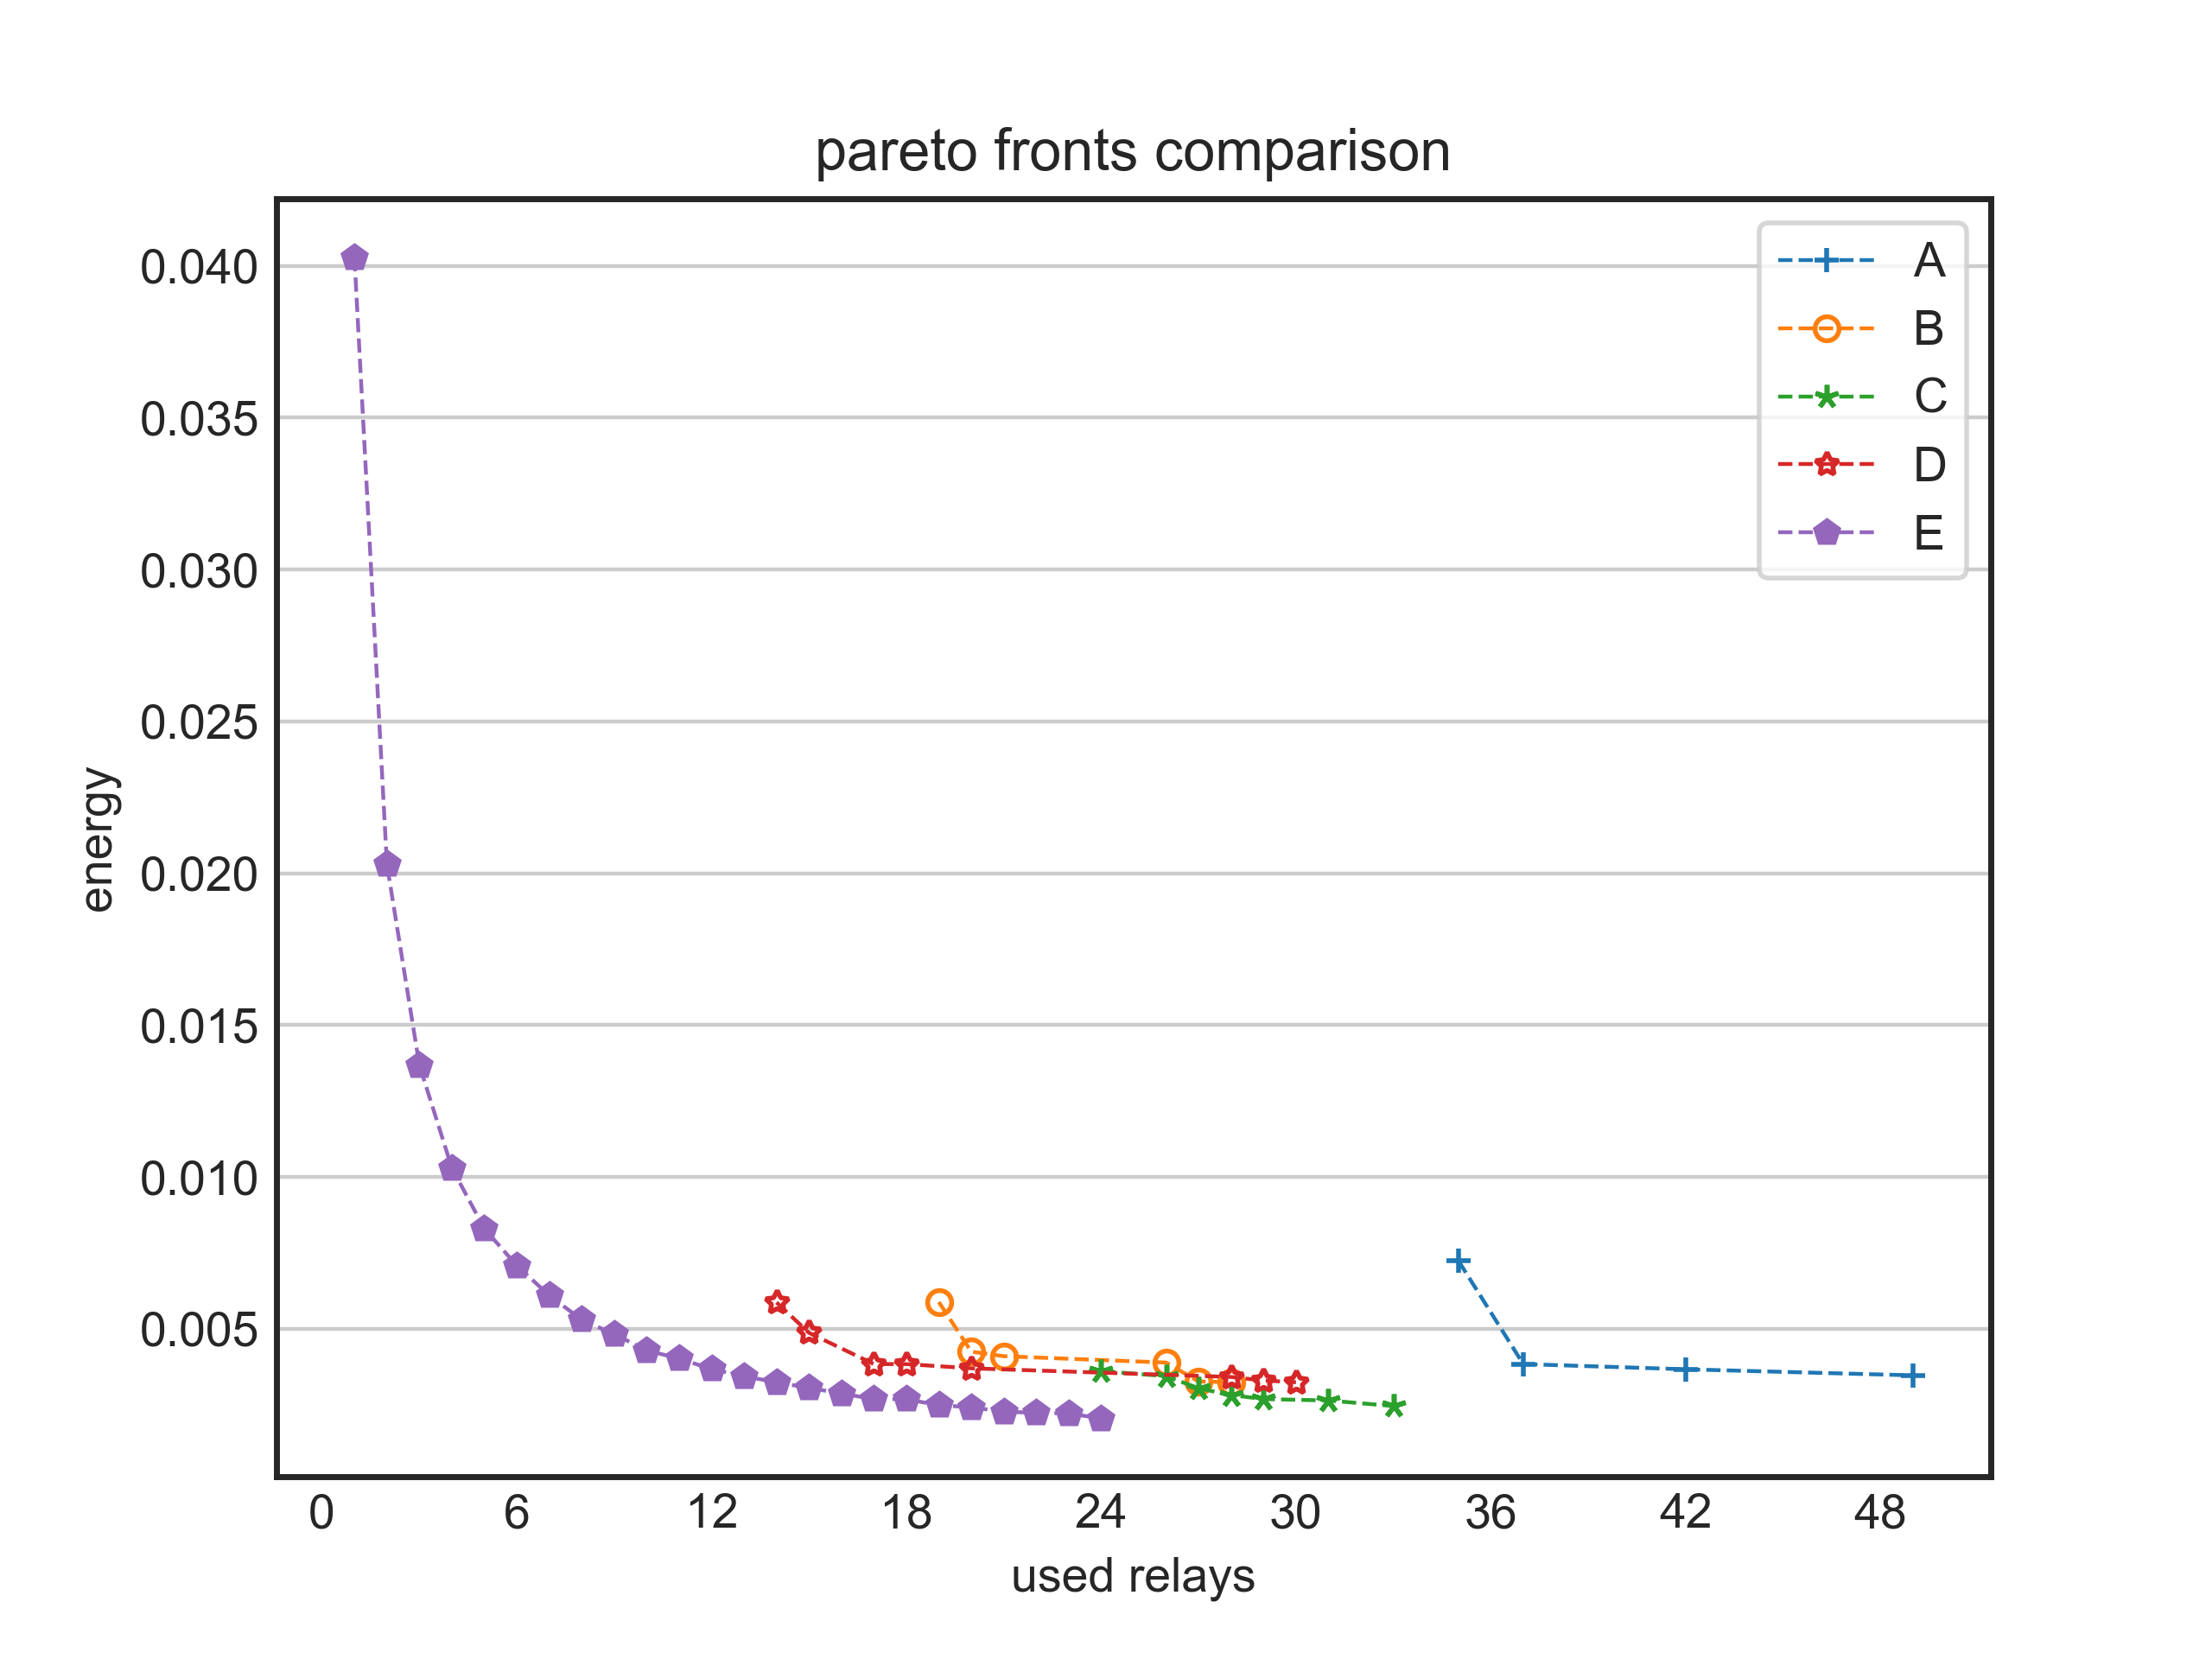 pareto fronts comparison
0.040
0.035
0.030
0.025
0.020
0.015
0.010
0.005
energy
A
B
C
D
E
0 6 12 18 24 30 36 42 48
used relays